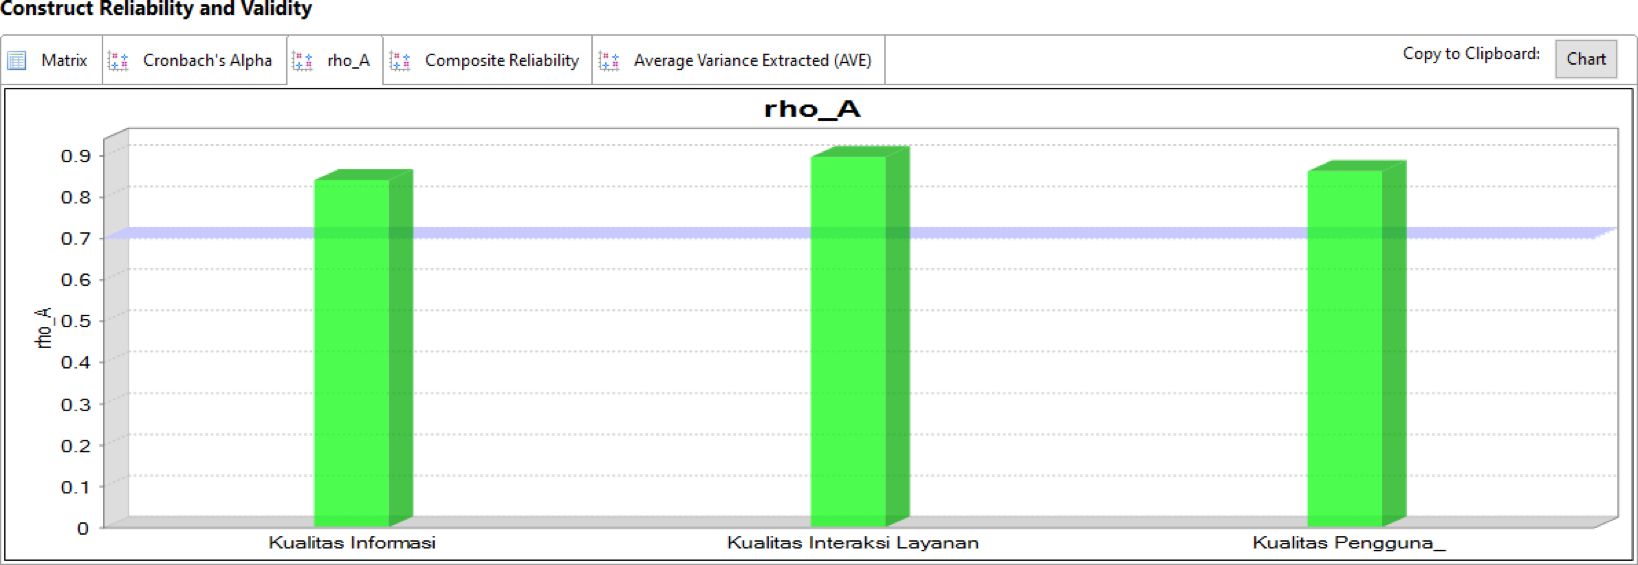 Construct Reliability and Validity
Matrix Cronbach's Alpha rho_A Composite Reliability Average Variance Extracted (AVE) Copy to Clipboard: Chart
rho_A
0.9
0.8
0.7
0.6
0.5
0.4
0.3
0.2
0.1
0
rho_A
Kualitas Informasi Kualitas Interaksi Layanan Kualitas Pengguna_